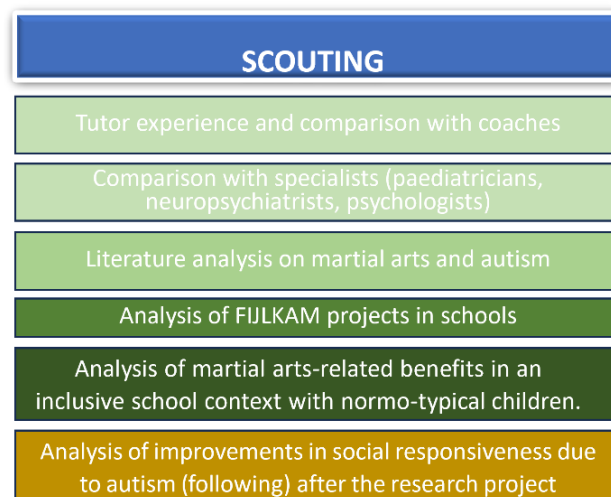 SCOUTING
Tutor experience and comparison with coaches
Comparison with specialists (paediatricians,
neuropsychiatrists, psychologists)
Literature analysis on martial arts and autism
Analysis of FIJLKAM projects in schools
Analysis of martial arts-related benefits in an
inclusive school context with normo-typical children.
Analysis of improvements in social responsiveness due
to autism (following) after the research project